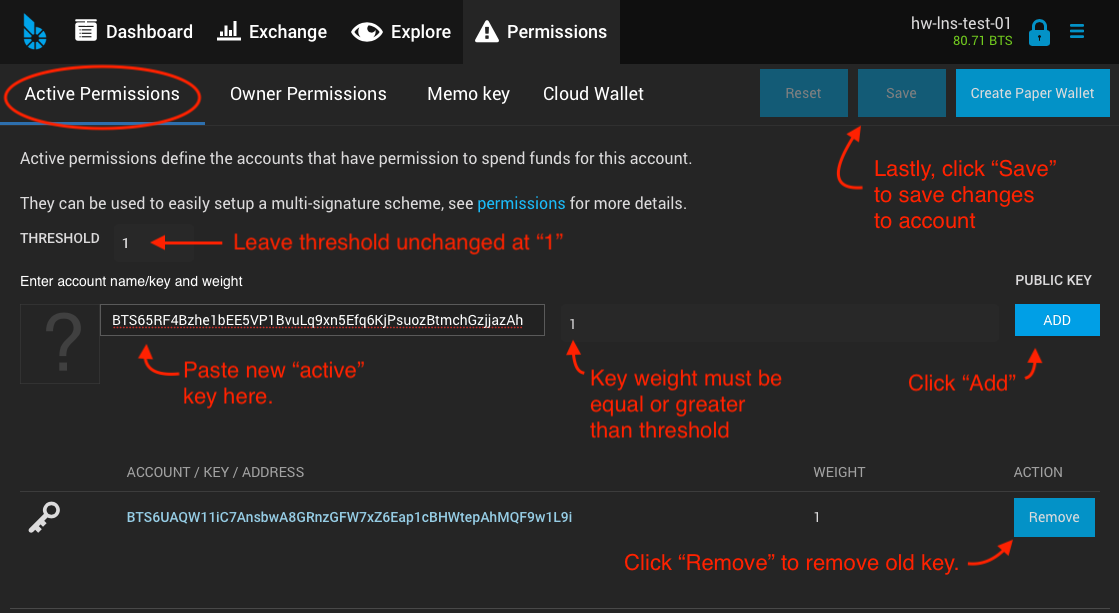 Dashboard Exchange Explore Permissions
hw-lns-test-01
80.71 BTS
Active Permissions Owner Permissions Memo key Cloud Wallet Reset Save Create Paper Wallet
Active permissions define the accounts that have permission to spend funds for this account.
Lastly, click “Save”
to save changes
to account
They can be used to easily setup a multi-signature scheme, see permissions for more details.
THRESHOLD 1 Leave threshold unchanged at “1”
Enter account name/key and weight PUBLIC KEY
? BTS65RF4Bzhe1bEE5VP1BvuLq9xn5Efq6KjPsuozBtmchGzjjazAh 1 ADD
Paste new “active”
key here.
Key weight must be
equal or greater
than threshold
Click “Add”
ACCOUNT / KEY / ADDRESS WEIGHT ACTION
BTS6UAQW11iC7AnsbwA8GRnzGFW7xZ6Eap1cBHWtepAhMQF9w1L9i 1 Remove
Click “Remove” to remove old key.